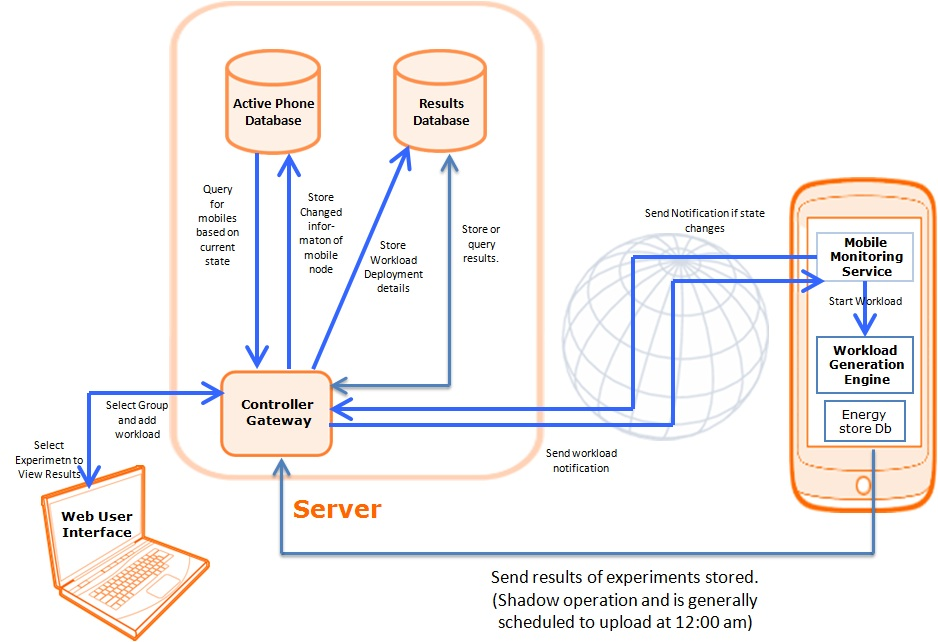 Active Phone
Database
Results
Database
Query
for
mobiles
based on
current
state
Store
Changed
infor-
maton of
mobile
node
Store
Workload
Deployment
details
Store or
query
results.
Send Notification if state
changes
Mobile
Monitoring
Service
Start Workload
Workload
Generation
Engine
Energy
store Db
Controller
Gateway
Select Group
and add
workload
Select
Experimetn to
View Results
Send workload
notification
Web User
Interface
Server
Send results of experiments stored.
(Shadow operation and is generally
scheduled to upload at 12:00 am)